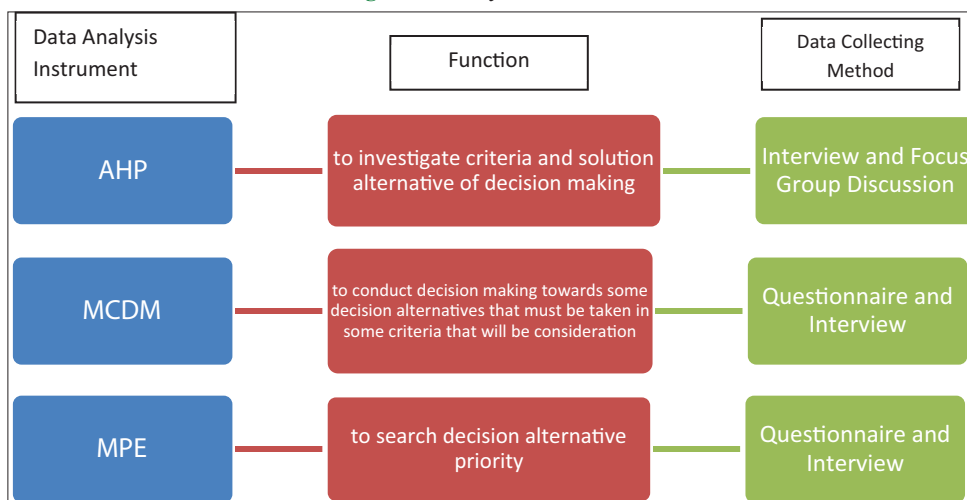 Data Analysis
Instrument
Function
Data Collecting
Method
AHP
to investigate criteria and solution
alternative of decision making
Interview and Focus
Group Discussion
MCDM
to conduct decision making towards some
decision alternatives that must be taken in
some criteria that will be consideration
Questionnaire and
Interview
MPE
to search decision alternative
priority
Questionnaire and
Interview